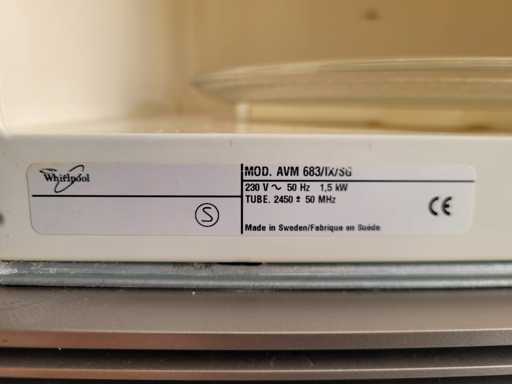 Whirlpool
S
MOD. AVM 683/IX/SG
230 V ~ 50 Hz 1,5 kW
TUBE. 2450 ± 50 MHz
CE
Made in Sweden/Fabrique en Suéde